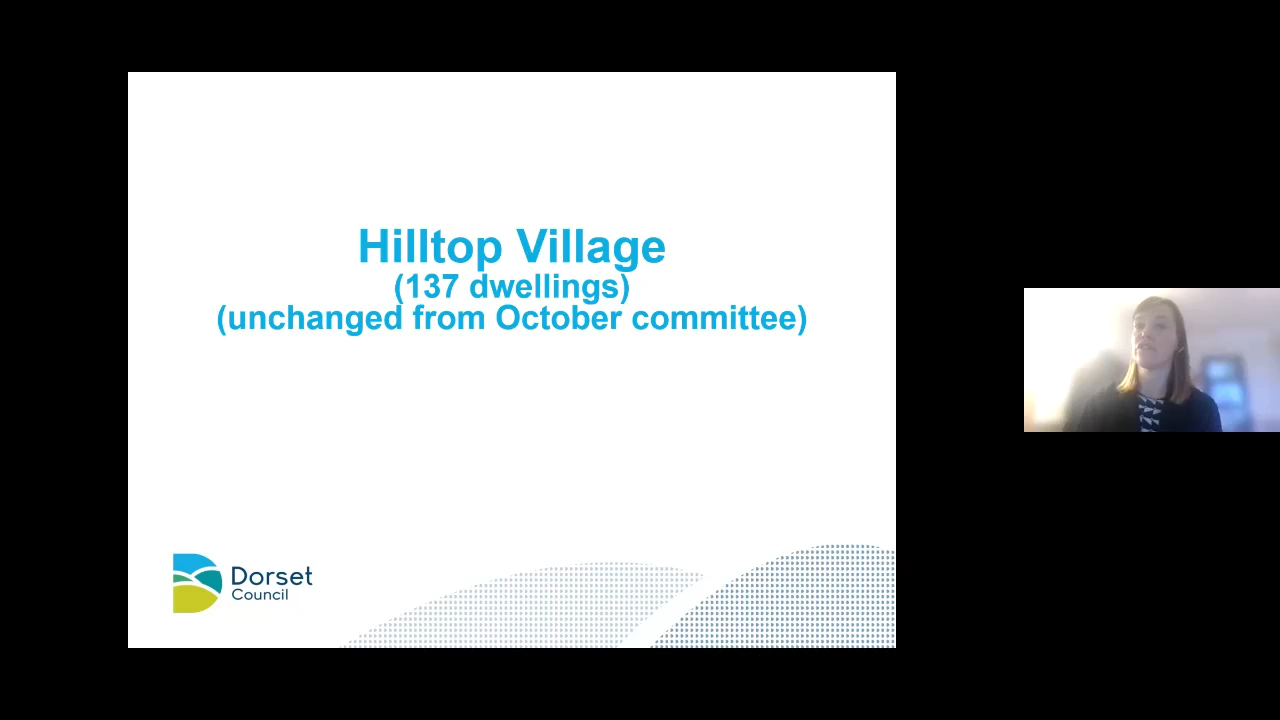 Hilltop Village
(137 dwellings)
(unchanged from October committee)
Dorset
Council